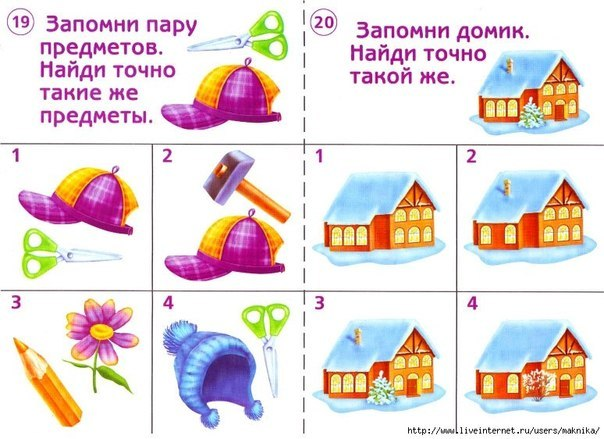 19 Запомни пару
предметов.
Найди точно
такие же
предметы.
1
2
3
4
20 Запомни домик.
Найди точно
такой же.
1
2
3
4
http://www.liveinternet.ru/users/maknika/